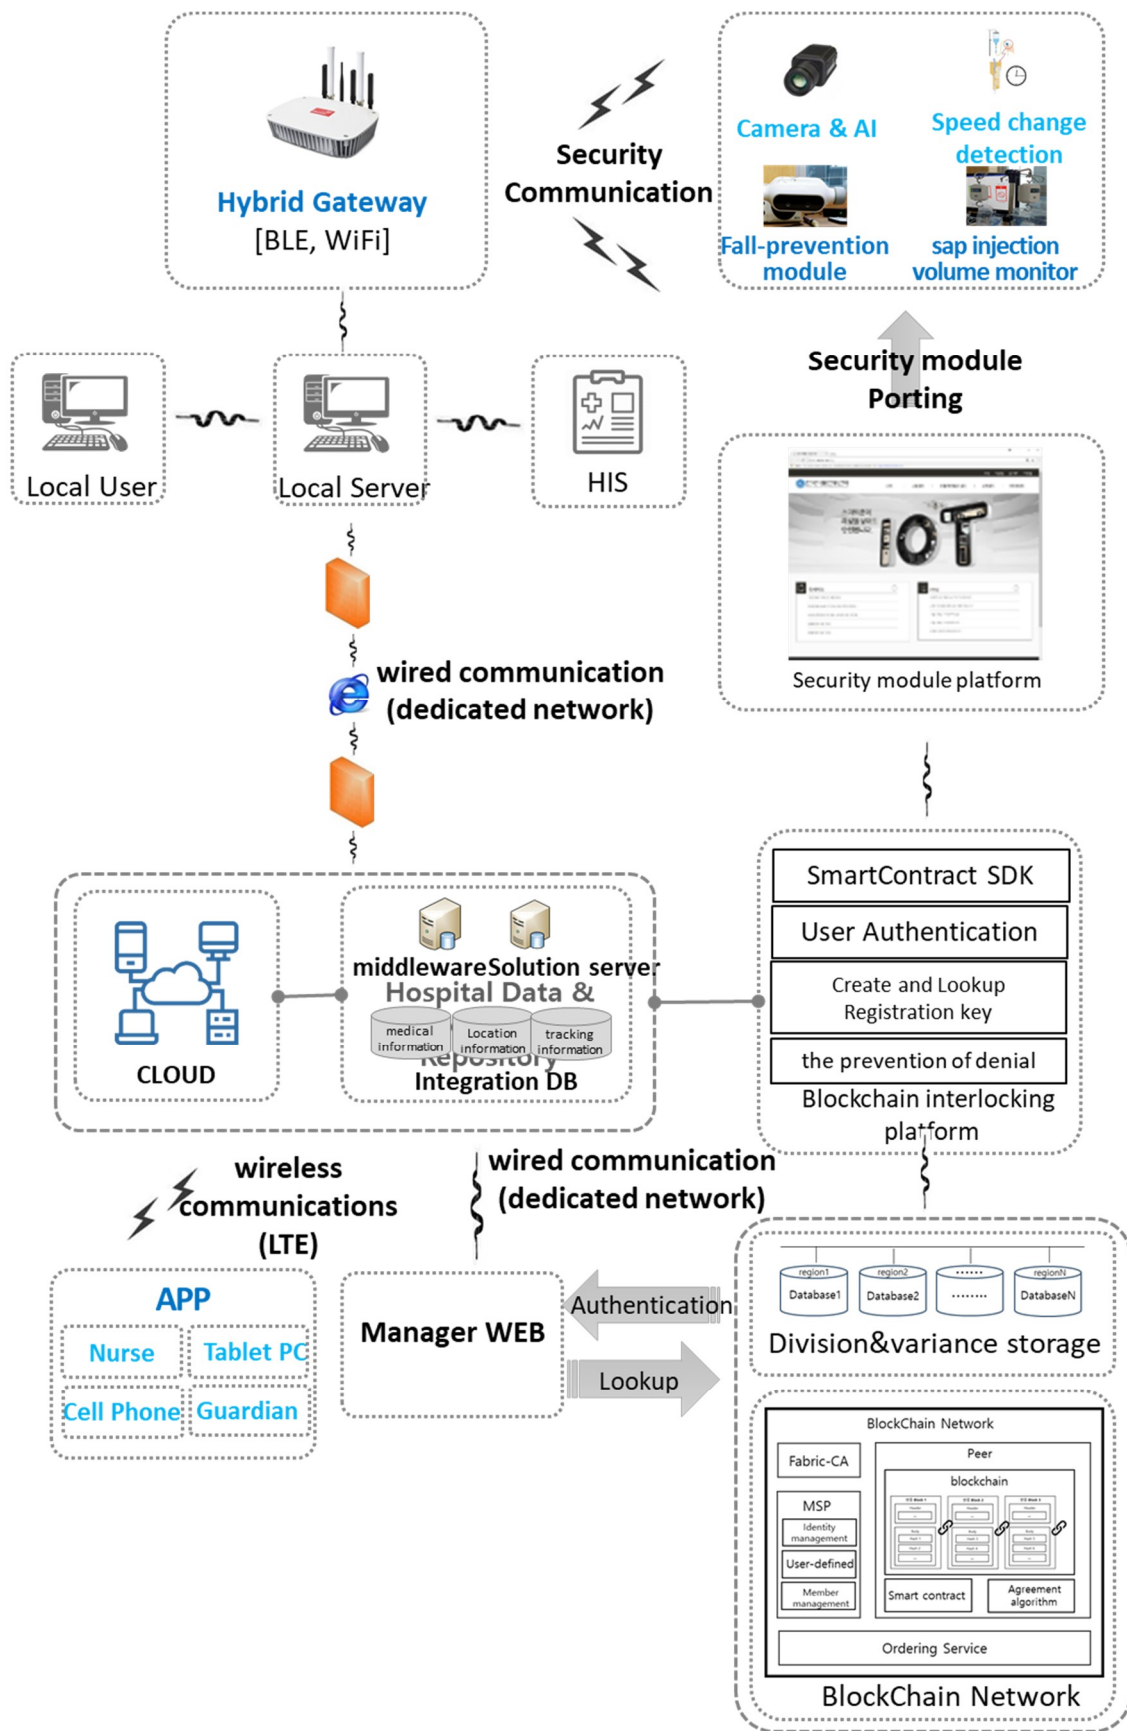 Hybrid Gateway
[BLE, WiFi]
Security
Communication
Camera & AI
Speed change
detection
Fall-prevention
module
sap injection
volume monitor
Security module
Porting
Local User
Local Server
HIS
IOT
Security module platform
wired communication
(dedicated network)
CLOUD
middlewareSolution server
Hospital Data &
medical
information
Location
information
tracking
information
Repository
Integration DB
SmartContract SDK
User Authentication
Create and Lookup
Registration key
the prevention of denial
Blockchain interlocking
platform
wireless
communications
(LTE)
wired communication
(dedicated network)
APP
Nurse
Tablet PC
Cell Phone
Guardian
Manager WEB
Authentication
Lookup
region1
Database1
region2
Database2
......
........
regionN
DatabaseN
Division&variance storage
BlockChain Network
Fabric-CA
MSP
Identity
management
User-defined
Member
management
Peer
blockchain
Smart contract
Agreement
algorithm
Ordering Service
BlockChain Network